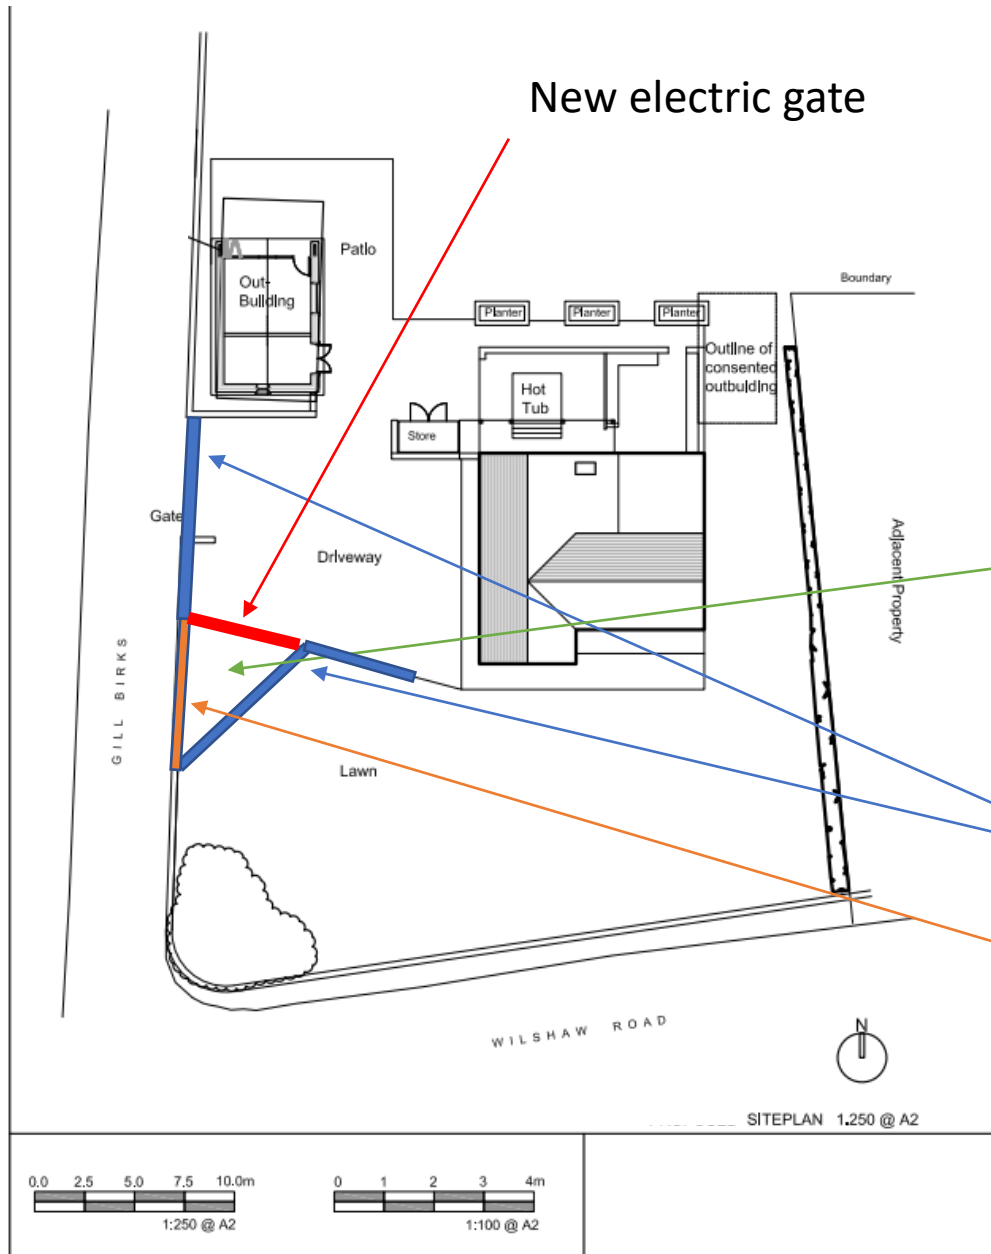 New electric gate
Patio
Out-
Building
Boundary
Planter
Planter
Planter
Outline of
consented
outbuilding
Hot
Tub
Store
Gate
Driveway
Adjacent Property
GILL BIRKS
Lawn
WILSHAW ROAD
N
SITEPLAN 1.250 @ A2
0.0 2.5 5.0 7.5 10.0m
1:250 @ A2
0 1 2 3 4m
1:100 @ A2